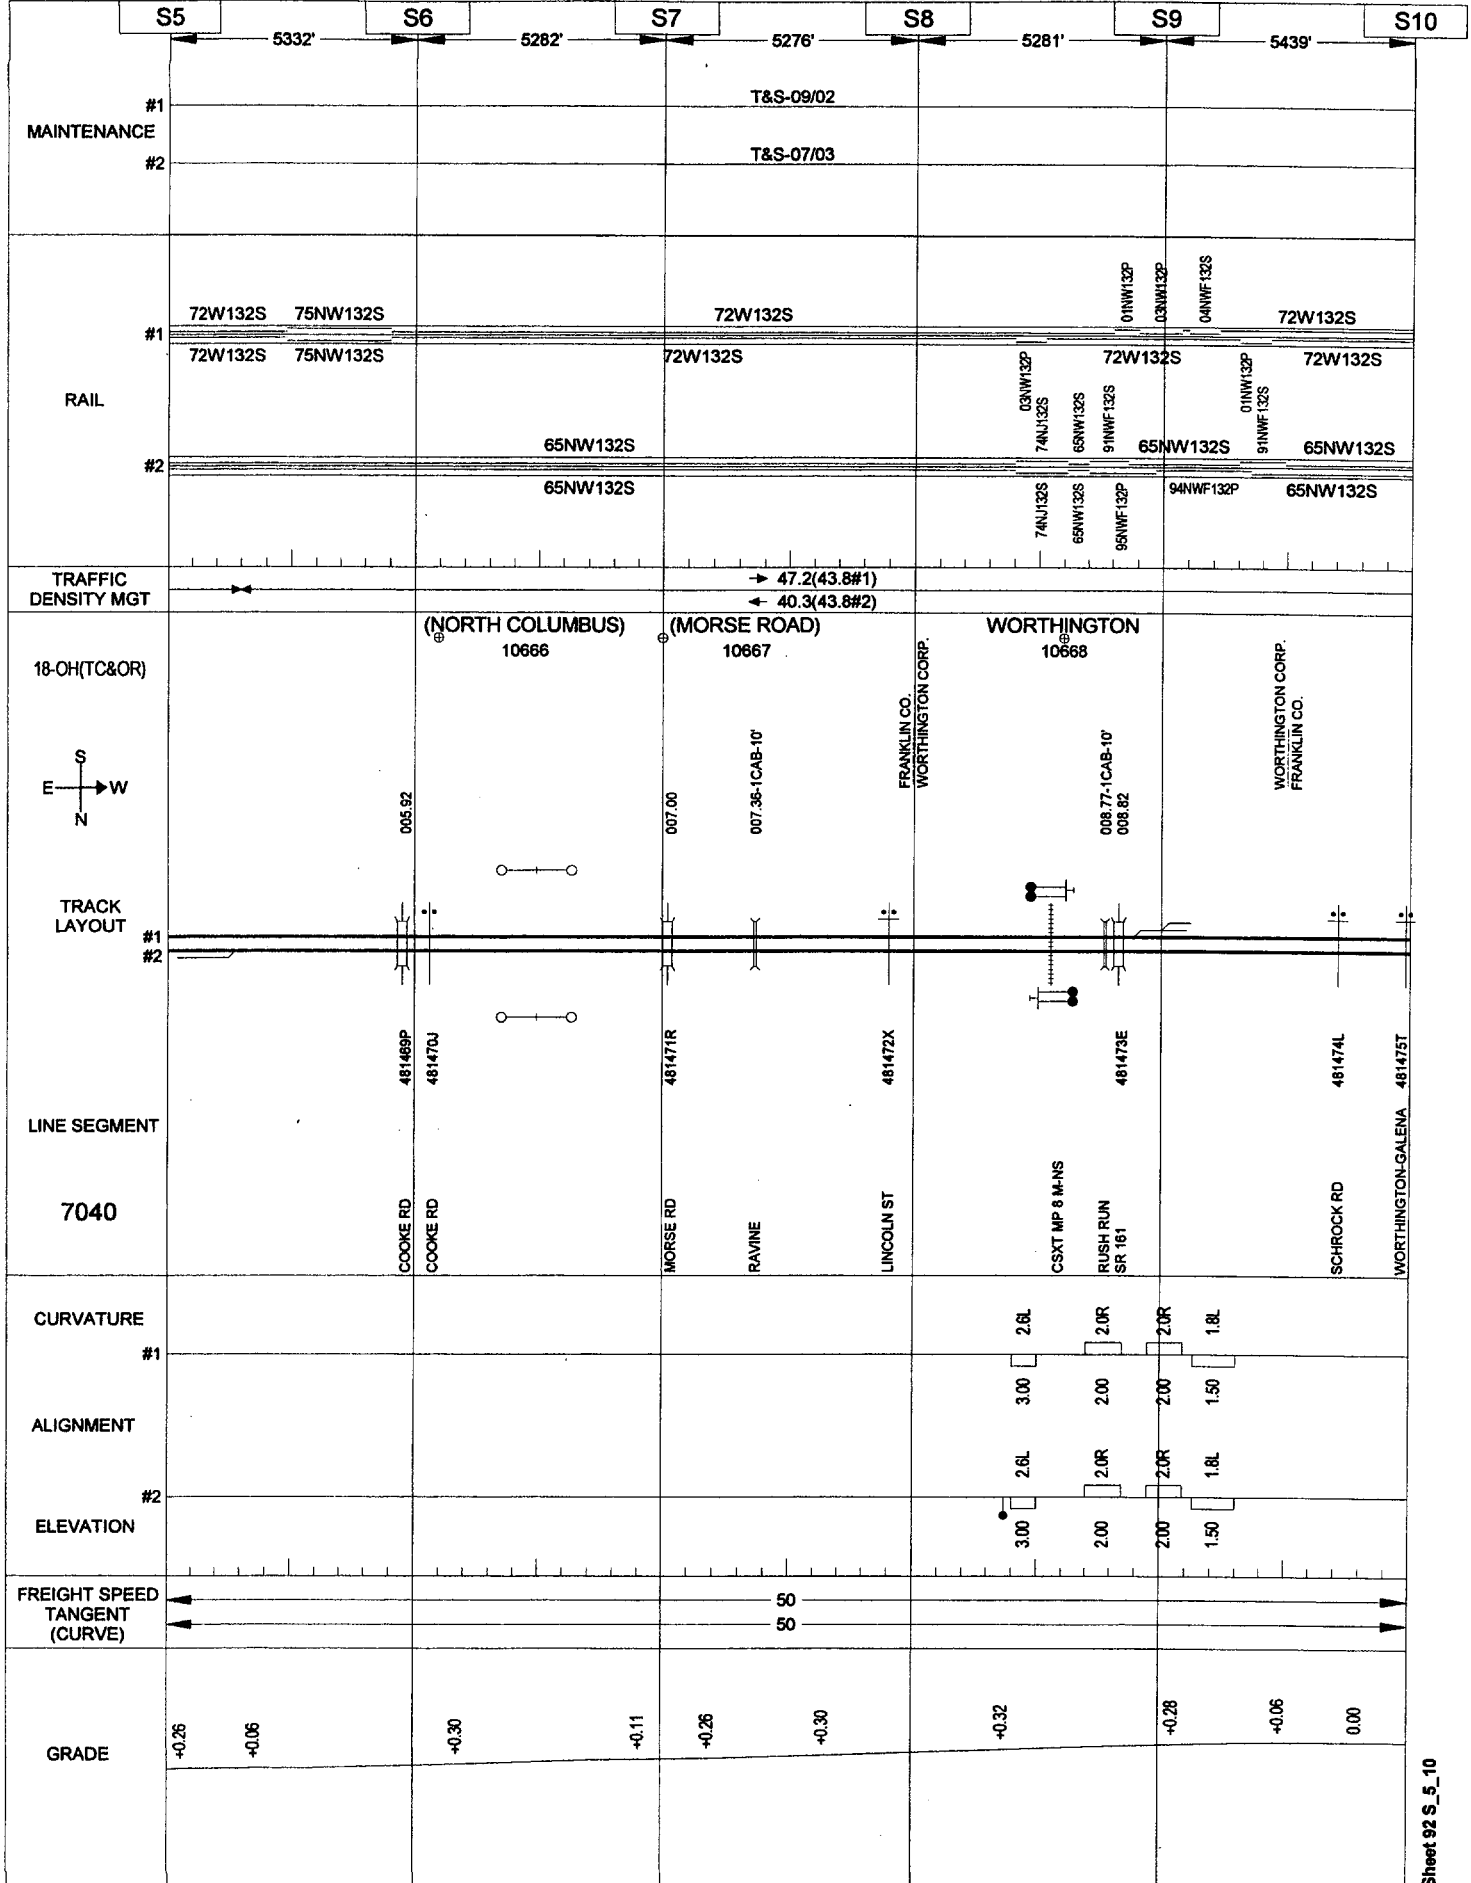 S5 S6 S7 S8 S9 S10
5332' 5282' 5276' 5281' 5439'
MAINTENANCE
#1
T&S-09/02
#2
T&S-07/03
RAIL
01NW132P 03NW132P 04NWF132S
72W132S 75NW132S 72W132S 72W132S
#1
72W132S 75NW132S 72W132S 72W132S 72W132S
03NW132P 74NJ132S 65NW132S 91NWF132S 01NW132P 91NWF132S
65NW132S 65NW132S 65NW132S
#2
65NW132S 94NWF132P 65NW132S
74NJ132S 65NW132S 95NWF132P
TRAFFIC
DENSITY MGT
47.2(43.8#1)
40.3(43.8#2)
(NORTH COLUMBUS) (MORSE ROAD) WORTHINGTON
10666 10667 10668
18-OH(TC&OR)
FRANKLIN CO.
WORTHINGTON CORP.
WORTHINGTON CORP.
FRANKLIN CO.
S
E W
N
005.92 007.00 007.36-1CAB-10' 008.77-1CAB-10' 008.82
TRACK
LAYOUT
#1
#2
481469P 481470J 481471R 481472X 481473E 481474L 481475T
LINE SEGMENT
7040
COOKE RD COOKE RD MORSE RD RAVINE LINCOLN ST CSXT MP 8 M-NS RUSH RUN SR 161 SCHROCK RD WORTHINGTON-GALENA
CURVATURE
2.6L 2.0R 2.0R 1.8L
#1
3.00 2.00 2.00 1.50
ALIGNMENT
2.6L 2.0R 2.0R 1.8L
#2
ELEVATION
3.00 2.00 2.00 1.50
FREIGHT SPEED
TANGENT
(CURVE)
50
50
GRADE
+0.26 +0.06 +0.30 +0.11 +0.26 +0.30 +0.32 +0.28 +0.06 0.00
Sheet 92 S_5_10